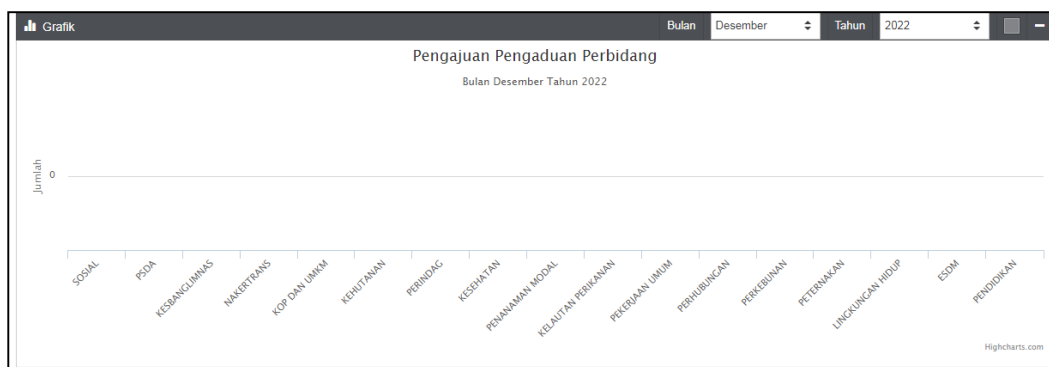 Grafik Bulan Desember Tahun 2022
Pengajuan Pengaduan Perbidang
Bulan Desember Tahun 2022
Jumlah
0
SOSIAL
PSDA
KESBANGLIMNAS
NAKERTRANS
KOP DAN UMKM
KEHUTANAN
PERINDAG
KESEHATAN
PENANAMAN MODAL
KELAUTAN PERIKANAN
PEKERJAAN UMUM
PERHUBUNGAN
PERKEBUNAN
PETERNAKAN
LINGKUNGAN HIDUP
ESDM
PENDIDIKAN
Highcharts.com